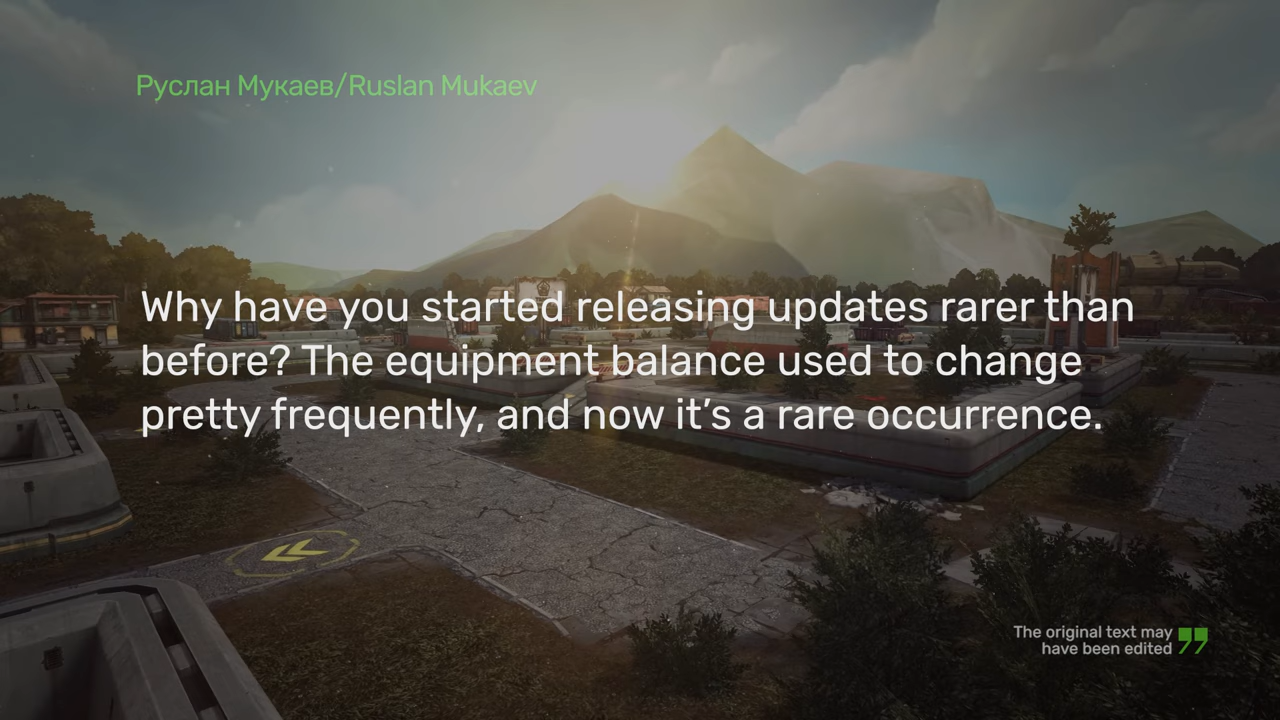 Руслан Мукаев/Ruslan Mukaev
Why have you started releasing updates rarer than
before? The equipment balance used to change
pretty frequently, and now it’s a rare occurrence.
The original text may
have been edited